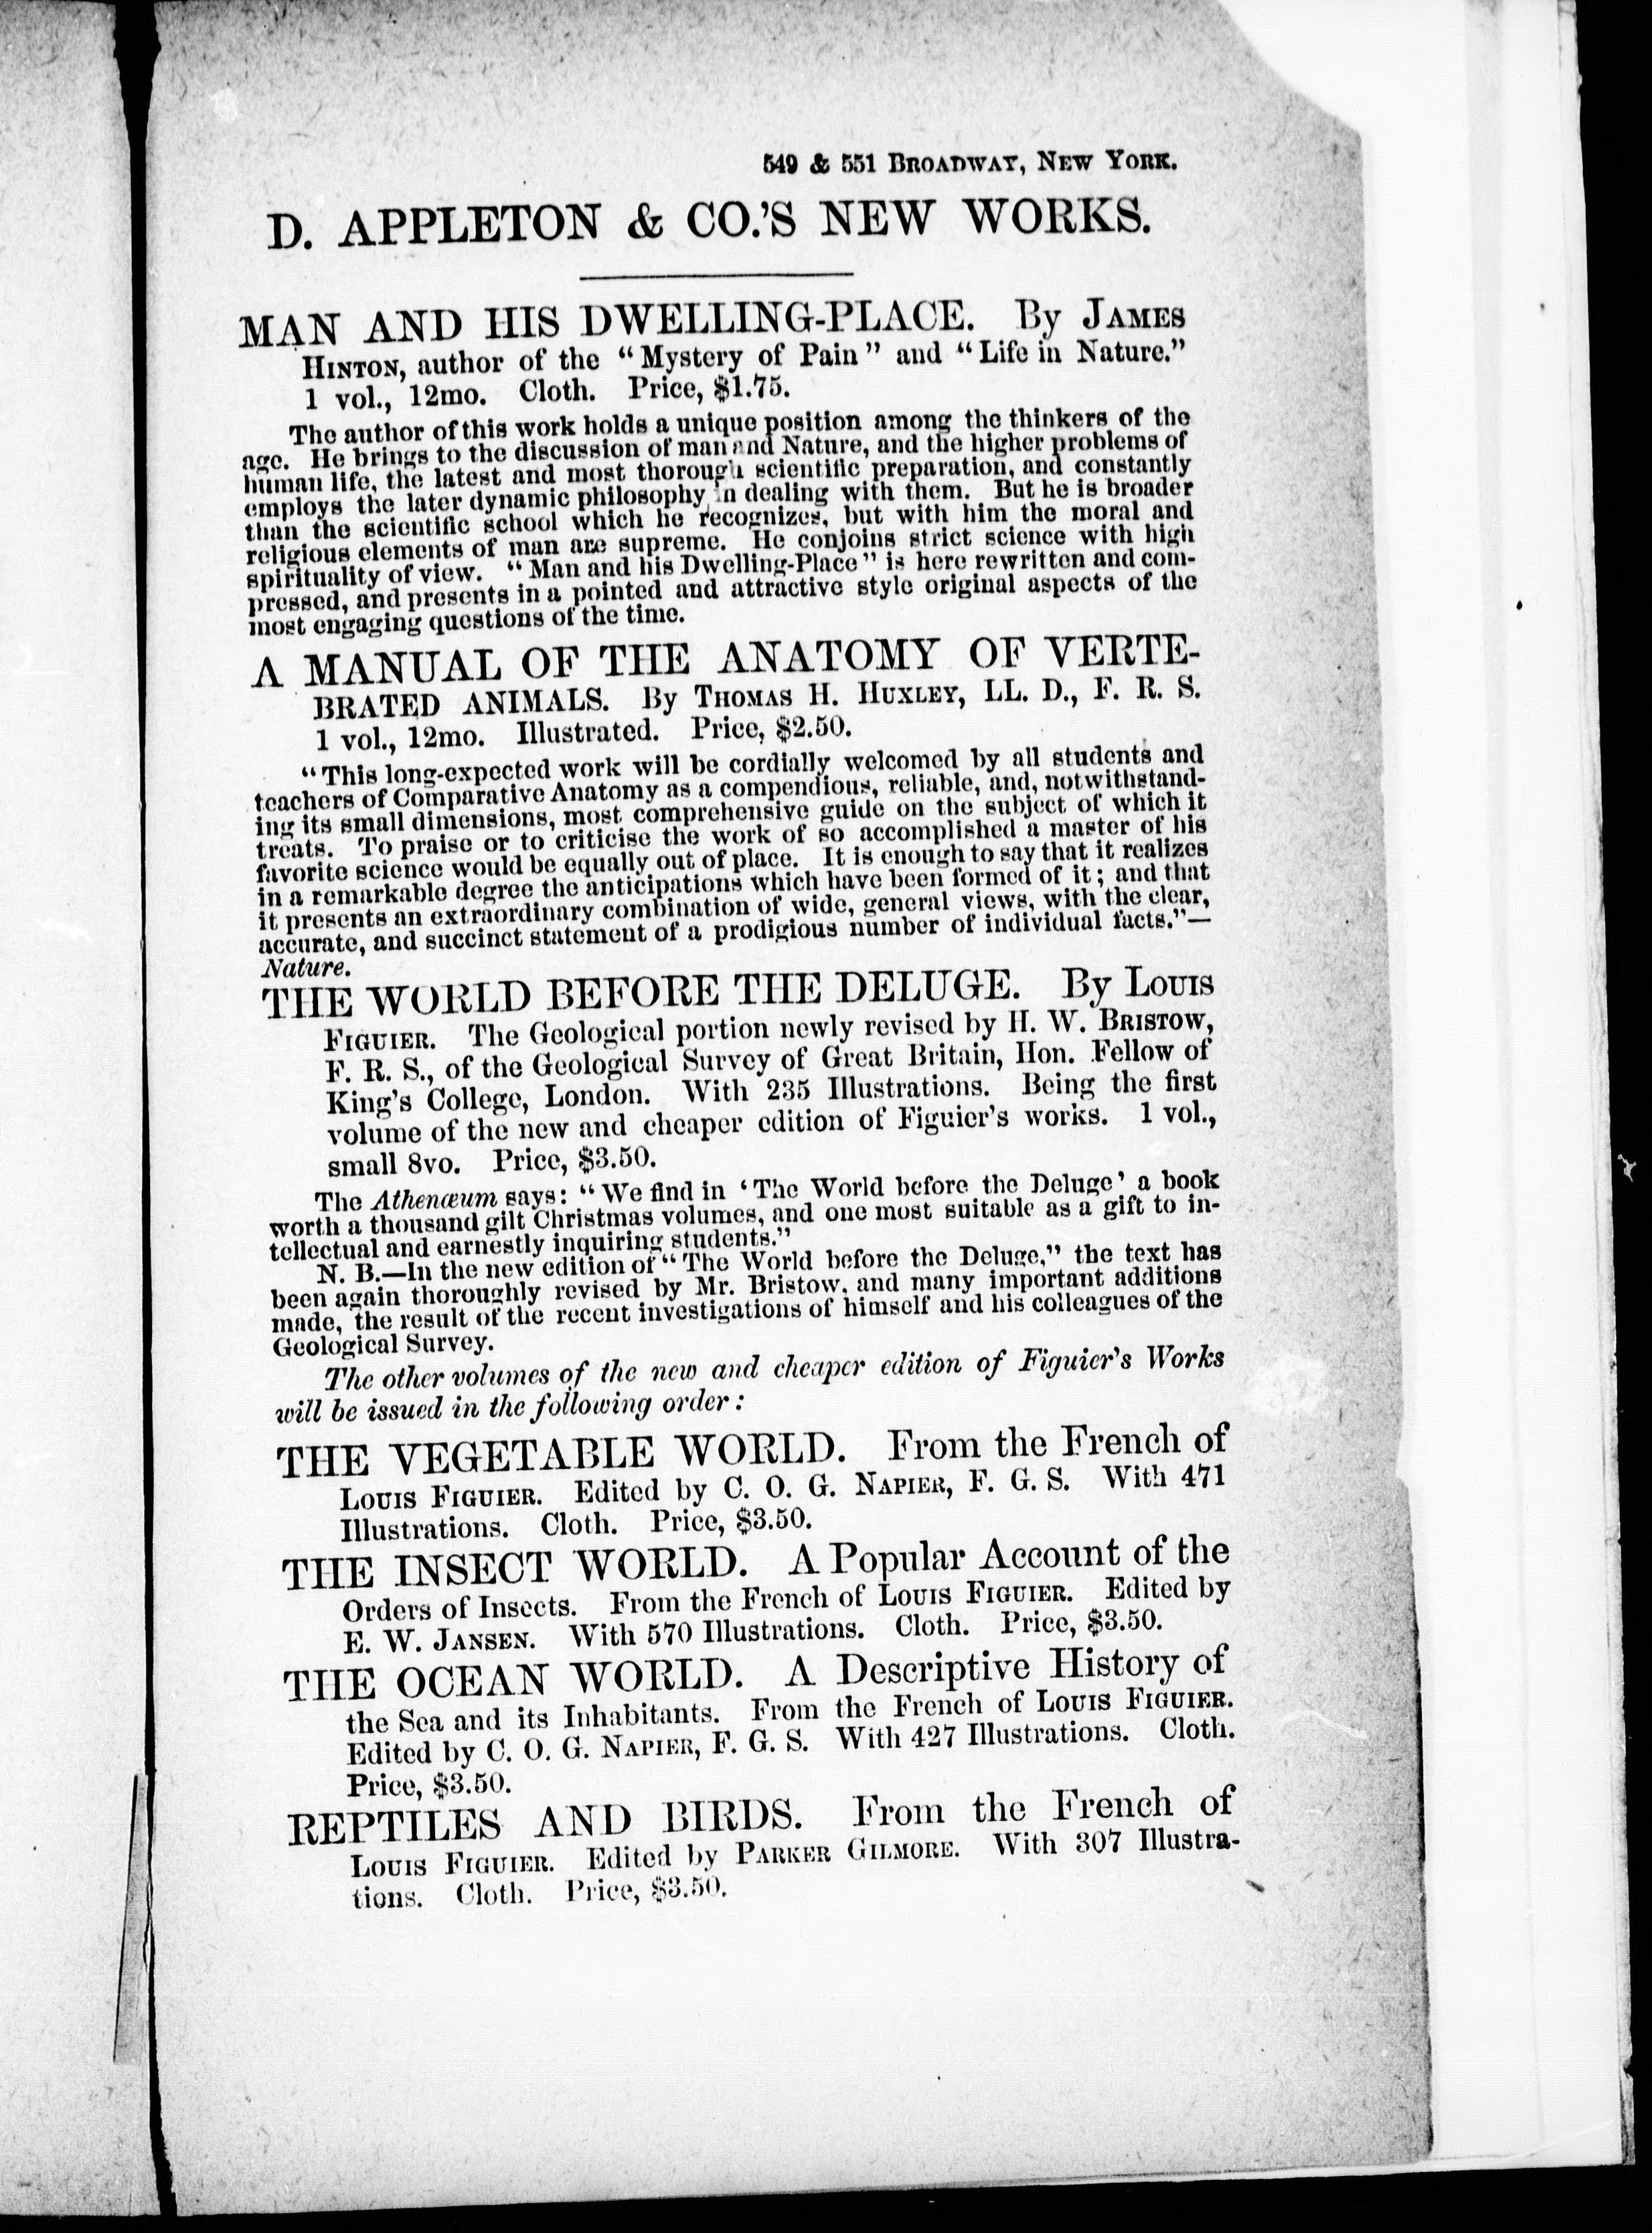 549 & 551 BROADWAY, NEW YORK.
D. APPLETON & CO.'S NEW WORKS.
MAN AND HIS DWELLING-PLACE. By JAMES
HINTON, author of the "Mystery of Pain" and "Life in Nature."
1 vol., 12mo. Cloth. Price, $1.75.
The author of this work holds a unique position among the thinkers of the
age. He brings to the discussion of man and Nature, and the higher problems of
human life, the latest and most thorough scientific preparation, and constantly
employs the later dynamic philosophy in dealing with them. But he is broader
than the scientific school which he recognizes, but with him the moral and
religious elements of man are supreme. He conjoins strict science with high
spirituality of view. "Man and his Dwelling-Place" is here rewritten and com-
pressed, and presents in a pointed and attractive style original aspects of the
most engaging questions of the time.
A MANUAL OF THE ANATOMY OF VERTE-
BRATED ANIMALS. By THOMAS H. HUXLEY, LL. D., F. R. S.
1 vol., 12mo. Illustrated. Price, $2.50.
"This long-expected work will be cordially welcomed by all students and
teachers of Comparative Anatomy as a compendious, reliable, and, notwithstand-
ing its small dimensions, most comprehensive guide on the subject of which it
treats. To praise or to criticise the work of so accomplished a master of his
favorite science would be equally out of place. It is enough to say that it realizes
in a remarkable degree the anticipations which have been formed of it; and that
it presents an extraordinary combination of wide, general views, with the clear,
accurate, and succinct statement of a prodigious number of individual facts."—
Nature.
THE WORLD BEFORE THE DELUGE. By LOUIS
FIGUIER. The Geological portion newly revised by H. W. BRISTOW,
F. R. S., of the Geological Survey of Great Britain, Hon. Fellow of
King's College, London. With 235 Illustrations. Being the first
volume of the new and cheaper edition of Figuier's works. 1 vol.,
small 8vo. Price, $3.50.
The Athenæum says: "We find in 'The World before the Deluge' a book
worth a thousand gilt Christmas volumes, and one most suitable as a gift to in-
tellectual and earnestly inquiring students."
N. B.—In the new edition of "The World before the Deluge," the text has
been again thoroughly revised by Mr. Bristow, and many important additions
made, the result of the recent investigations of himself and his colleagues of the
Geological Survey.
The other volumes of the new and cheaper edition of Figuier's Works
will be issued in the following order:
THE VEGETABLE WORLD. From the French of
LOUIS FIGUIER. Edited by C. O. G. NAPIER, F. G. S. With 471
Illustrations. Cloth. Price, $3.50.
THE INSECT WORLD. A Popular Account of the
Orders of Insects. From the French of LOUIS FIGUIER. Edited by
E. W. JANSEN. With 570 Illustrations. Cloth. Price, $3.50.
THE OCEAN WORLD. A Descriptive History of
the Sea and its Inhabitants. From the French of LOUIS FIGUIER.
Edited by C. O. G. NAPIER, F. G. S. With 427 Illustrations. Cloth.
Price, $3.50.
REPTILES AND BIRDS. From the French of
LOUIS FIGUIER. Edited by PARKER GILMORE. With 307 Illustra-
tions. Cloth. Price, $3.50.